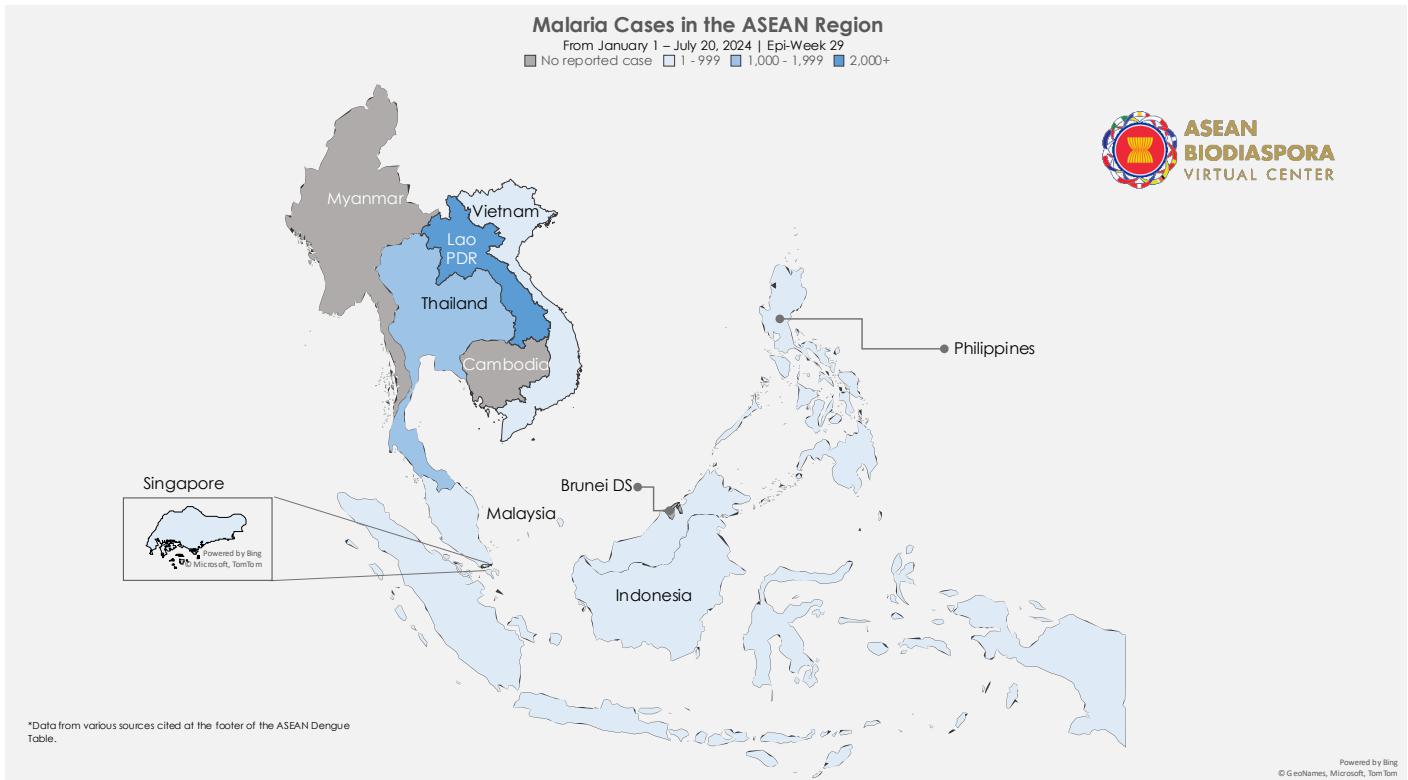 Malaria Cases in the ASEAN Region
From January 1 – July 20, 2024 | Epi-Week 29
No reported case 1 - 999 1,000 - 1,999 2,000+
ASEAN
BIODIASPORA
VIRTUAL CENTER
Myanmar
Vietnam
Lao
PDR
Thailand
Cambodia
Philippines
Singapore
Brunei DS
Malaysia
Powered by Bing
© Microsoft, TomTom
Indonesia
*Data from various sources cited at the footer of the ASEAN Dengue
Table.
Powered by Bing
© GeoNames, Microsoft, TomTom